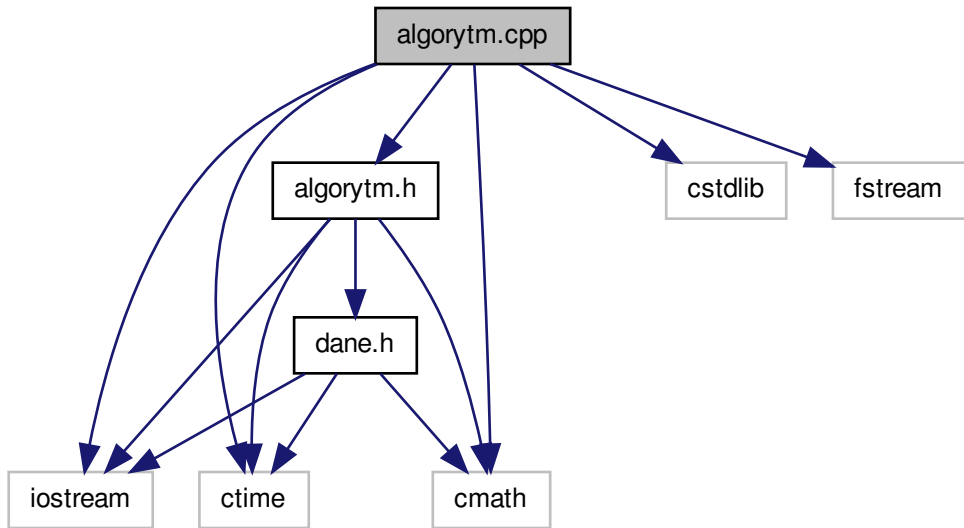 algorytm.cpp
algorytm.h
cstdlib
fstream
dane.h
iostream
ctime
cmath